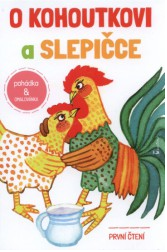 O KOHOUTKOVI
a SLEPIČCE
pohádka
&
OMALOVÁNKA
PRVNÍ ČTENÍ